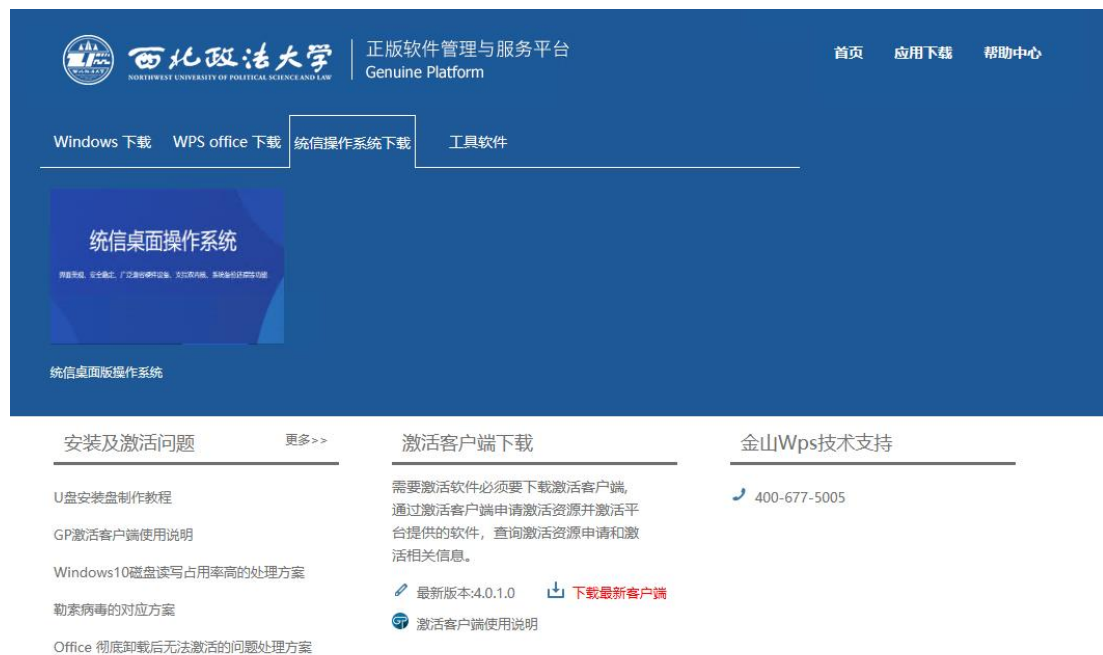 西北政法大学
NORTHWEST UNIVERSITY OF POLITICAL SCIENCE AND LAW
正版软件管理与服务平台
Genuine Platform
首页 应用下载 帮助中心
Windows 下载 WPS office 下载 统信操作系统下载 工具软件
统信桌面操作系统
统信桌面版操作系统
安装及激活问题 更多>>
U盘安装盘制作教程
GP激活客户端使用说明
Windows10磁盘读写占用率高的处理方案
勒索病毒的对应方案
Office 彻底卸载后无法激活的问题处理方案
激活客户端下载
需要激活软件必须要下载激活客户端,
通过激活客户端申请激活资源并激活平
台提供的软件，查询激活资源申请和激
活相关信息。
最新版本:4.0.1.0 下载最新客户端
激活客户端使用说明
金山Wps技术支持
400-677-5005